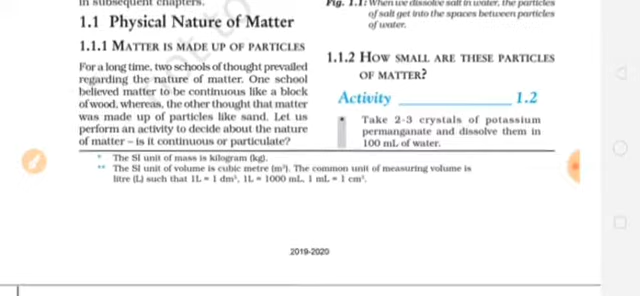 in subsequent chapters.
1.1 Physical Nature of Matter
1.1.1 MATTER IS MADE UP OF PARTICLES
For a long time, two schools of thought prevailed
regarding the nature of matter. One school
believed matter to be continuous like a block
of wood, whereas, the other thought that matter
was made up of particles like sand. Let us
perform an activity to decide about the nature
of matter – is it continuous or particulate?
Fig. 1.1: When we dissolve salt in water, the particles
of salt get into the spaces between particles
of water.
1.1.2 HOW SMALL ARE THESE PARTICLES
OF MATTER?
Activity ______________ 1.2
• Take 2-3 crystals of potassium
permanganate and dissolve them in
100 mL of water.
* The SI unit of mass is kilogram (kg).
** The SI unit of volume is cubic metre (m³). The common unit of measuring volume is
litre (L) such that 1L = 1 dm³, 1L = 1000 mL, 1 mL = 1 cm³.
2019-2020